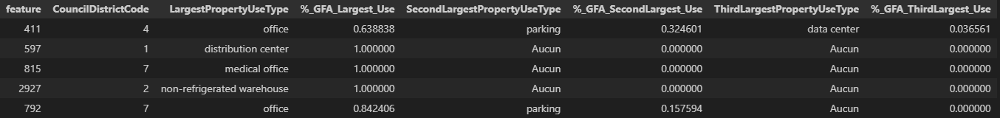 feature CouncilDistrictCode LargestPropertyUseType %_GFA_Largest_Use SecondLargestPropertyUseType %_GFA_SecondLargest_Use ThirdLargestPropertyUseType %_GFA_ThirdLargest_Use
411 4 office 0.638838 parking 0.324601 data center 0.036561
597 1 distribution center 1.000000 Aucun 0.000000 Aucun 0.000000
815 7 medical office 1.000000 Aucun 0.000000 Aucun 0.000000
2927 2 non-refrigerated warehouse 1.000000 Aucun 0.000000 Aucun 0.000000
792 7 office 0.842406 parking 0.157594 Aucun 0.000000